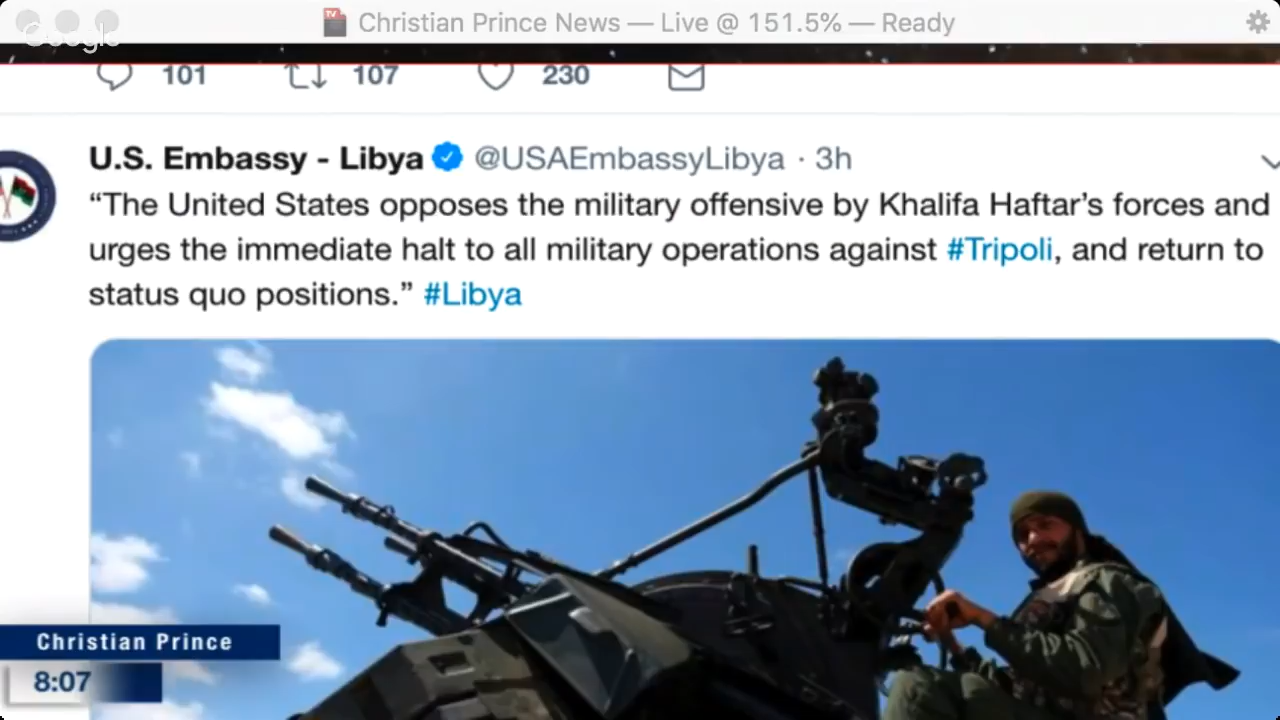 Christian Prince News — Live @ 151.5% — Ready
Google
101 107 230
U.S. Embassy - Libya @USAEmbassyLibya · 3h
“The United States opposes the military offensive by Khalifa Haftar’s forces and
urges the immediate halt to all military operations against #Tripoli, and return to
status quo positions.” #Libya
Christian Prince
8:07